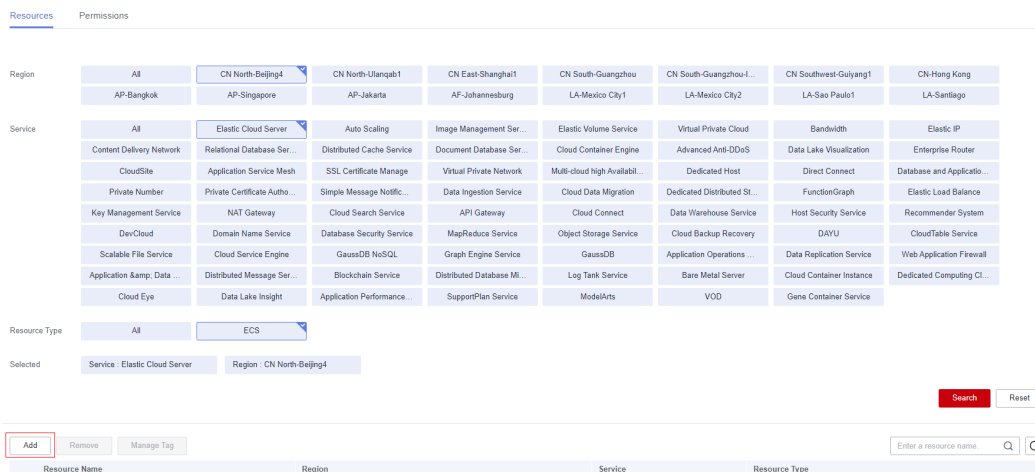 Resources Permissions
Region All CN North-Beijing4 CN North-Ulanqab1 CN East-Shanghai1 CN South-Guangzhou CN South-Guangzhou-I... CN Southwest-Guiyang1 CN-Hong Kong
AP-Bangkok AP-Singapore AP-Jakarta AF-Johannesburg LA-Mexico City1 LA-Mexico City2 LA-Sao Paulo1 LA-Santiago
Service All Elastic Cloud Server Auto Scaling Image Management Ser... Elastic Volume Service Virtual Private Cloud Bandwidth Elastic IP
Content Delivery Network Relational Database Ser... Distributed Cache Service Document Database Ser... Cloud Container Engine Advanced Anti-DDoS Data Lake Visualization Enterprise Router
CloudSite Application Service Mesh SSL Certificate Manage Virtual Private Network Multi-cloud high Availabil... Dedicated Host Direct Connect Database and Applicatio...
Private Number Private Certificate Autho... Simple Message Notific... Data Ingestion Service Cloud Data Migration Dedicated Distributed St... FunctionGraph Elastic Load Balance
Key Management Service NAT Gateway Cloud Search Service API Gateway Cloud Connect Data Warehouse Service Host Security Service Recommender System
DevCloud Domain Name Service Database Security Service MapReduce Service Object Storage Service Cloud Backup Recovery DAYU CloudTable Service
Scalable File Service Cloud Service Engine GaussDB NoSQL Graph Engine Service GaussDB Application Operations ... Data Replication Service Web Application Firewall
Application &amp; Data ... Distributed Message Ser... Blockchain Service Distributed Database Mi... Log Tank Service Bare Metal Server Cloud Container Instance Dedicated Computing Cl...
Cloud Eye Data Lake Insight Application Performance... SupportPlan Service ModelArts VOD Gene Container Service
Resource Type All ECS
Selected Service : Elastic Cloud Server Region : CN North-Beijing4
Search Reset
Add Remove Manage Tag Enter a resource name.
Resource Name Region Service Resource Type